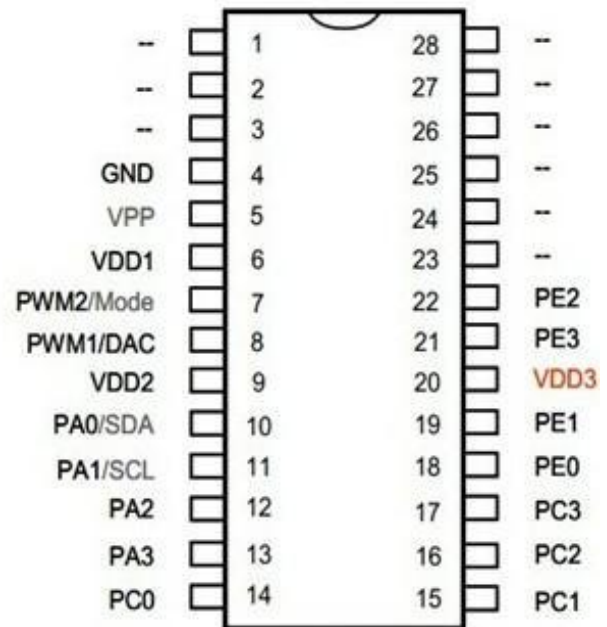 -- 1 28 --
-- 2 27 --
-- 3 26 --
GND 4 25 --
VPP 5 24 --
VDD1 6 23 --
PWM2/Mode 7 22 PE2
PWM1/DAC 8 21 PE3
VDD2 9 20 VDD3
PA0/SDA 10 19 PE1
PA1/SCL 11 18 PE0
PA2 12 17 PC3
PA3 13 16 PC2
PC0 14 15 PC1